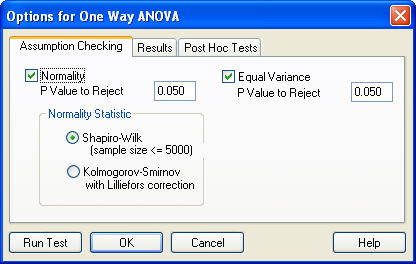 Options for One Way ANOVA
Assumption Checking
Results
Post Hoc Tests
Normality
P Value to Reject
0.050
Equal Variance
P Value to Reject
0.050
Normality Statistic
Shapiro-Wilk
(sample size <= 5000)
Kolmogorov-Smirnov
with Lilliefors correction
Run Test
OK
Cancel
Help